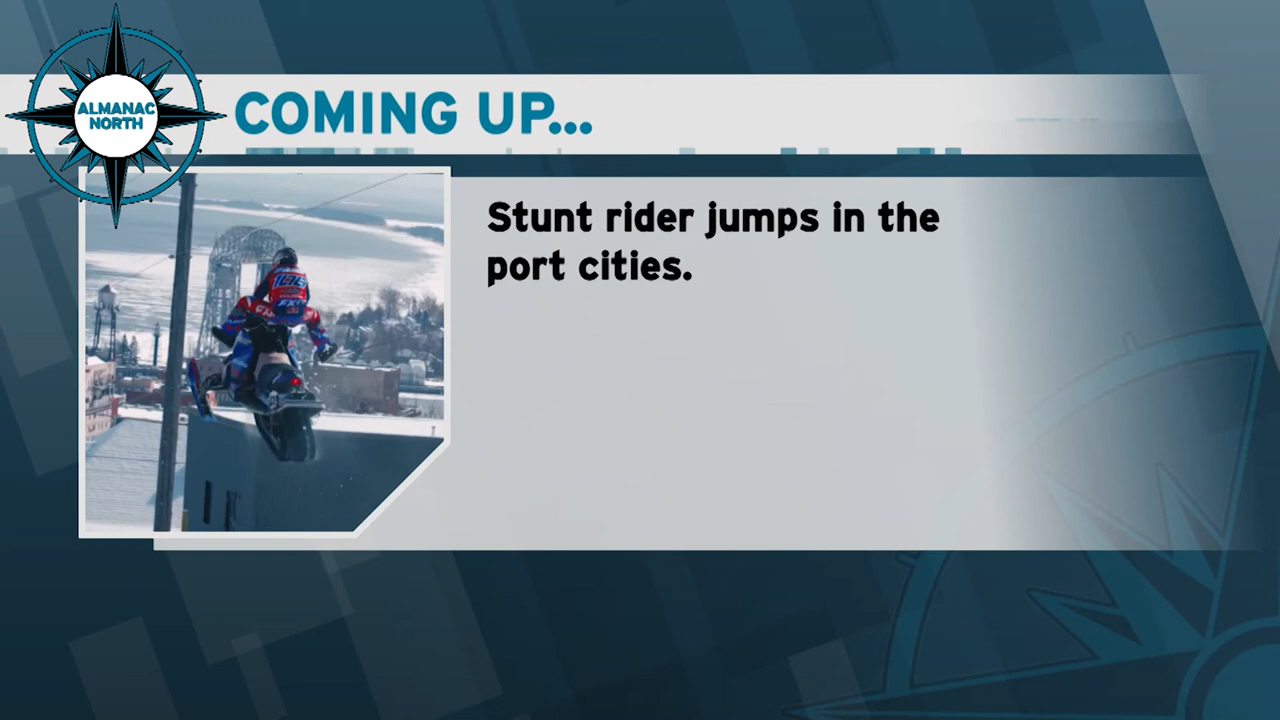 ALMANAC
NORTH
COMING UP...
Stunt rider jumps in the
port cities.